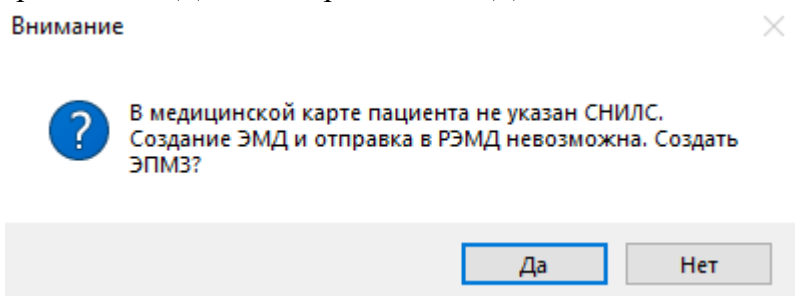 Внимание
В медицинской карте пациента не указан СНИЛС.
Создание ЭМД и отправка в РЭМД невозможна. Создать
ЭПМЗ?
Да
Нет